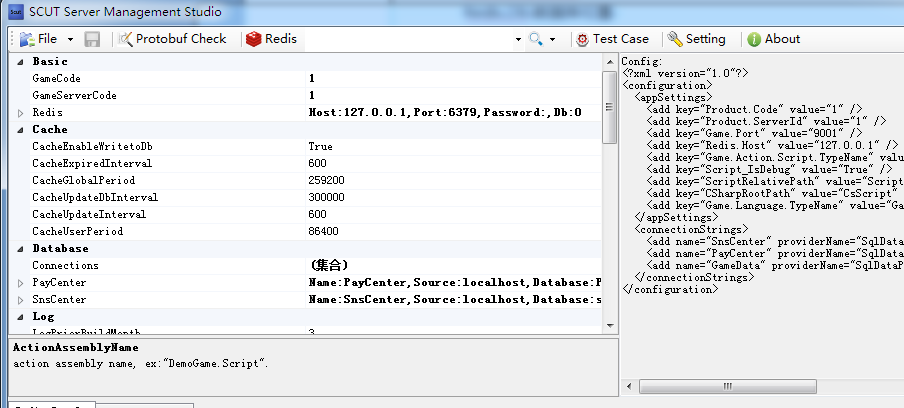 SCUT Server Management Studio
File Protobuf Check Redis Test Case Setting About
Basic
GameCode 1
GameServerCode 1
Redis Host:127.0.0.1,Port:6379,Password:,Db:0
Cache
CacheEnableWritetoDb True
CacheExpiredInterval 600
CacheGlobalPeriod 259200
CacheUpdateDbInterval 300000
CacheUpdateInterval 600
CacheUserPeriod 86400
Database
Connections (集合)
PayCenter Name:PayCenter,Source:localhost,Database:P
SnsCenter Name:SnsCenter,Source:localhost,Database:s
Log
LogPriorBuildMonth 3
ActionAssemblyName
action assembly name, ex:"DemoGame.Script".
Config:
<?xml version="1.0"?>
<configuration>
<appSettings>
<add key="Product.Code" value="1" />
<add key="Product.ServerId" value="1" />
<add key="Game.Port" value="9001" />
<add key="Redis.Host" value="127.0.0.1" />
<add key="Game.Action.Script.TypeName" valu
<add key="Script_IsDebug" value="True" />
<add key="ScriptRelativePath" value="Script
<add key="CSharpRootPath" value="CsScript"
<add key="Game.Language.TypeName" value="Ga
</appSettings>
<connectionStrings>
<add name="SnsCenter" providerName="SqlData
<add name="PayCenter" providerName="SqlData
<add name="GameData" providerName="SqlDataP
</connectionStrings>
</configuration>